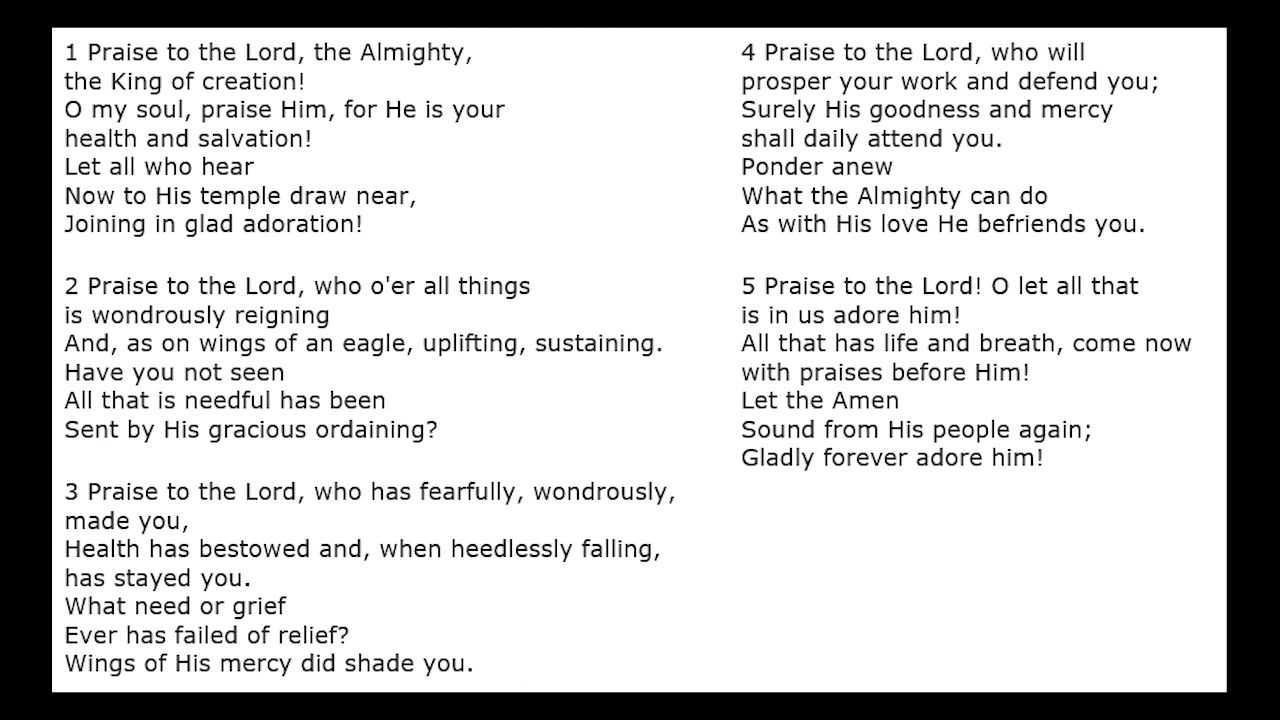 1 Praise to the Lord, the Almighty,
the King of creation!
O my soul, praise Him, for He is your
health and salvation!
Let all who hear
Now to His temple draw near,
Joining in glad adoration!
2 Praise to the Lord, who o'er all things
is wondrously reigning
And, as on wings of an eagle, uplifting, sustaining.
Have you not seen
All that is needful has been
Sent by His gracious ordaining?
3 Praise to the Lord, who has fearfully, wondrously,
made you,
Health has bestowed and, when heedlessly falling,
has stayed you.
What need or grief
Ever has failed of relief?
Wings of His mercy did shade you.
4 Praise to the Lord, who will
prosper your work and defend you;
Surely His goodness and mercy
shall daily attend you.
Ponder anew
What the Almighty can do
As with His love He befriends you.
5 Praise to the Lord! O let all that
is in us adore him!
All that has life and breath, come now
with praises before Him!
Let the Amen
Sound from His people again;
Gladly forever adore him!